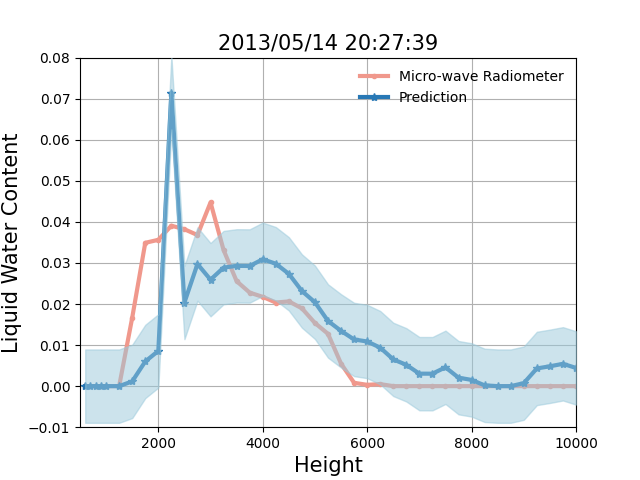 2013/05/14 20:27:39
Liquid Water Content
0.08
0.07
0.06
0.05
0.04
0.03
0.02
0.01
0.00
−0.01
Micro-wave Radiometer
Prediction
2000 4000 6000 8000 10000
Height